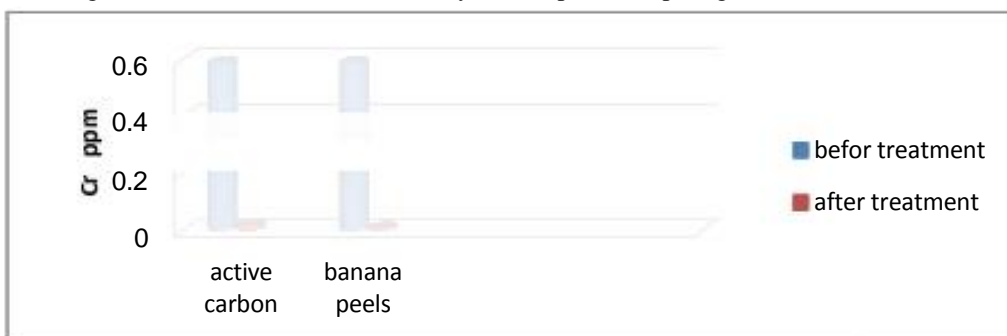 0.6
0.4
0.2
0
Cr ppm
active
carbon
banana
peels
befor treatment
after treatment